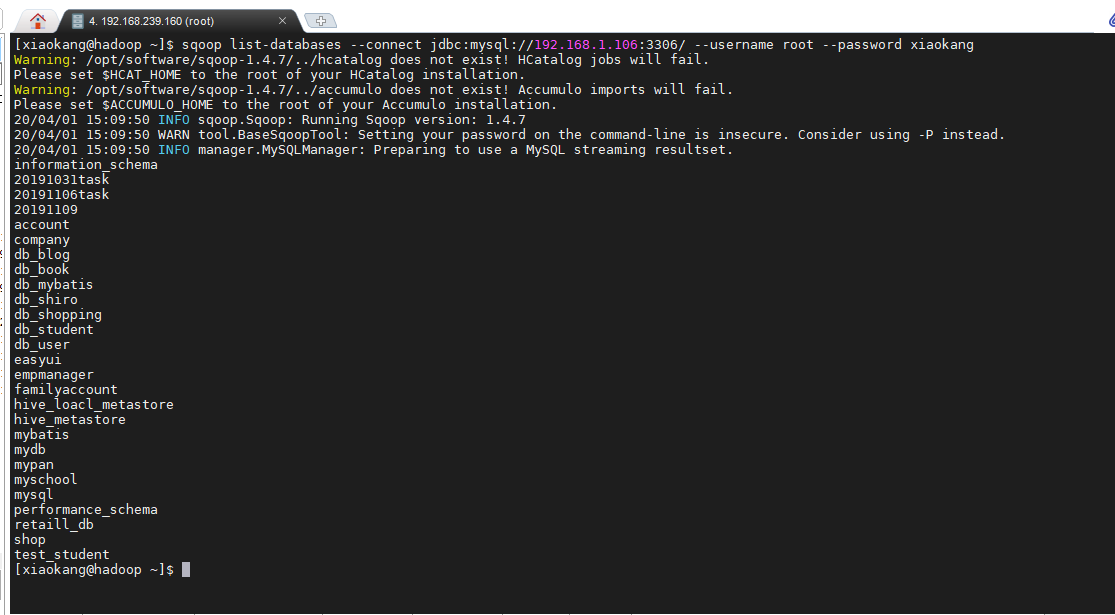 4. 192.168.239.160 (root)
[xiaokang@hadoop ~]$ sqoop list-databases --connect jdbc:mysql://192.168.1.106:3306/ --username root --password xiaokang
Warning: /opt/software/sqoop-1.4.7/../hcatalog does not exist! HCatalog jobs will fail.
Please set $HCAT_HOME to the root of your HCatalog installation.
Warning: /opt/software/sqoop-1.4.7/../accumulo does not exist! Accumulo imports will fail.
Please set $ACCUMULO_HOME to the root of your Accumulo installation.
20/04/01 15:09:50 INFO sqoop.Sqoop: Running Sqoop version: 1.4.7
20/04/01 15:09:50 WARN tool.BaseSqoopTool: Setting your password on the command-line is insecure. Consider using -P instead.
20/04/01 15:09:50 INFO manager.MySQLManager: Preparing to use a MySQL streaming resultset.
information_schema
20191031task
20191106task
20191109
account
company
db_blog
db_book
db_mybatis
db_shiro
db_shopping
db_student
db_user
easyui
empmanager
familyaccount
hive_loacl_metastore
hive_metastore
mybatis
mydb
mypan
myschool
mysql
performance_schema
retaill_db
shop
test_student
[xiaokang@hadoop ~]$